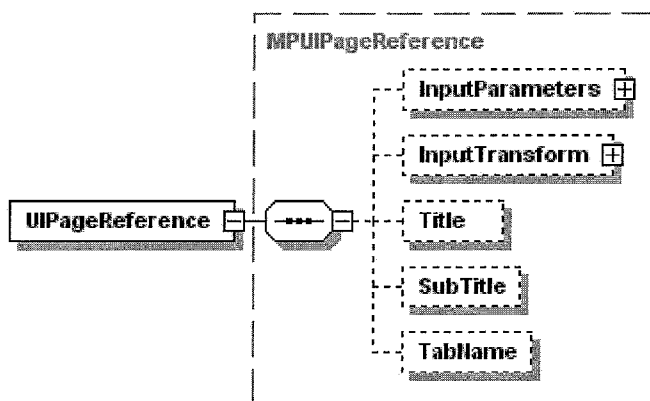 MPUIPageReference
InputParameters
InputTransform
UIPageReference
Title
SubTitle
TabName